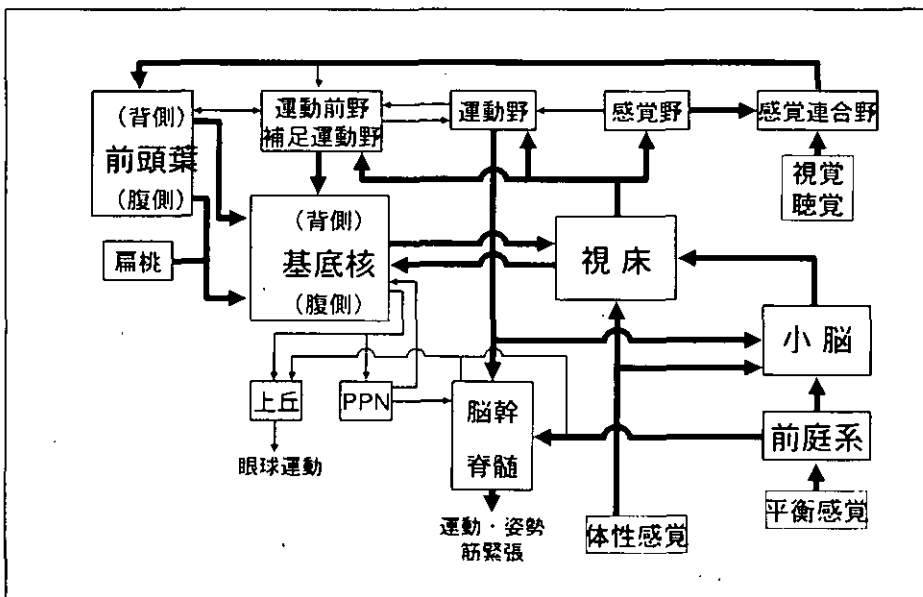 (背側)
前頭葉
(腹側)
運動前野
補足運動野
運動野
感覚野
感覚連合野
視覚
聴覚
扁桃
(背側)
基底核
(腹側)
視床
小脳
上丘
PPN
脳幹
脊髄
前庭系
眼球運動
運動・姿勢
筋緊張
体性感覚
平衡感覚